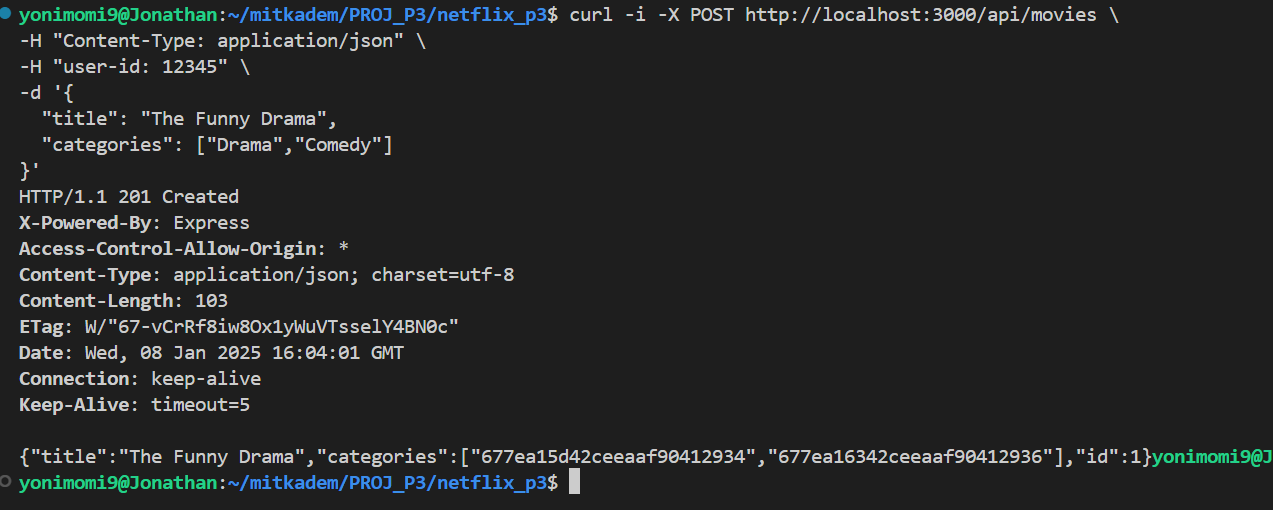 yonimomi9@Jonathan:~/mitkadem/PROJ_P3/netflix_p3$ curl -i -X POST http://localhost:3000/api/movies \
-H "Content-Type: application/json" \
-H "user-id: 12345" \
-d '{
  "title": "The Funny Drama",
  "categories": ["Drama","Comedy"]
}'
HTTP/1.1 201 Created
X-Powered-By: Express
Access-Control-Allow-Origin: *
Content-Type: application/json; charset=utf-8
Content-Length: 103
ETag: W/"67-vCrRf8iw8Ox1yWuVTsselY4BN0c"
Date: Wed, 08 Jan 2025 16:04:01 GMT
Connection: keep-alive
Keep-Alive: timeout=5

{"title":"The Funny Drama","categories":["677ea15d42ceeaaf90412934","677ea16342ceeaaf90412936"],"id":1}yonimomi9@J
yonimomi9@Jonathan:~/mitkadem/PROJ_P3/netflix_p3$